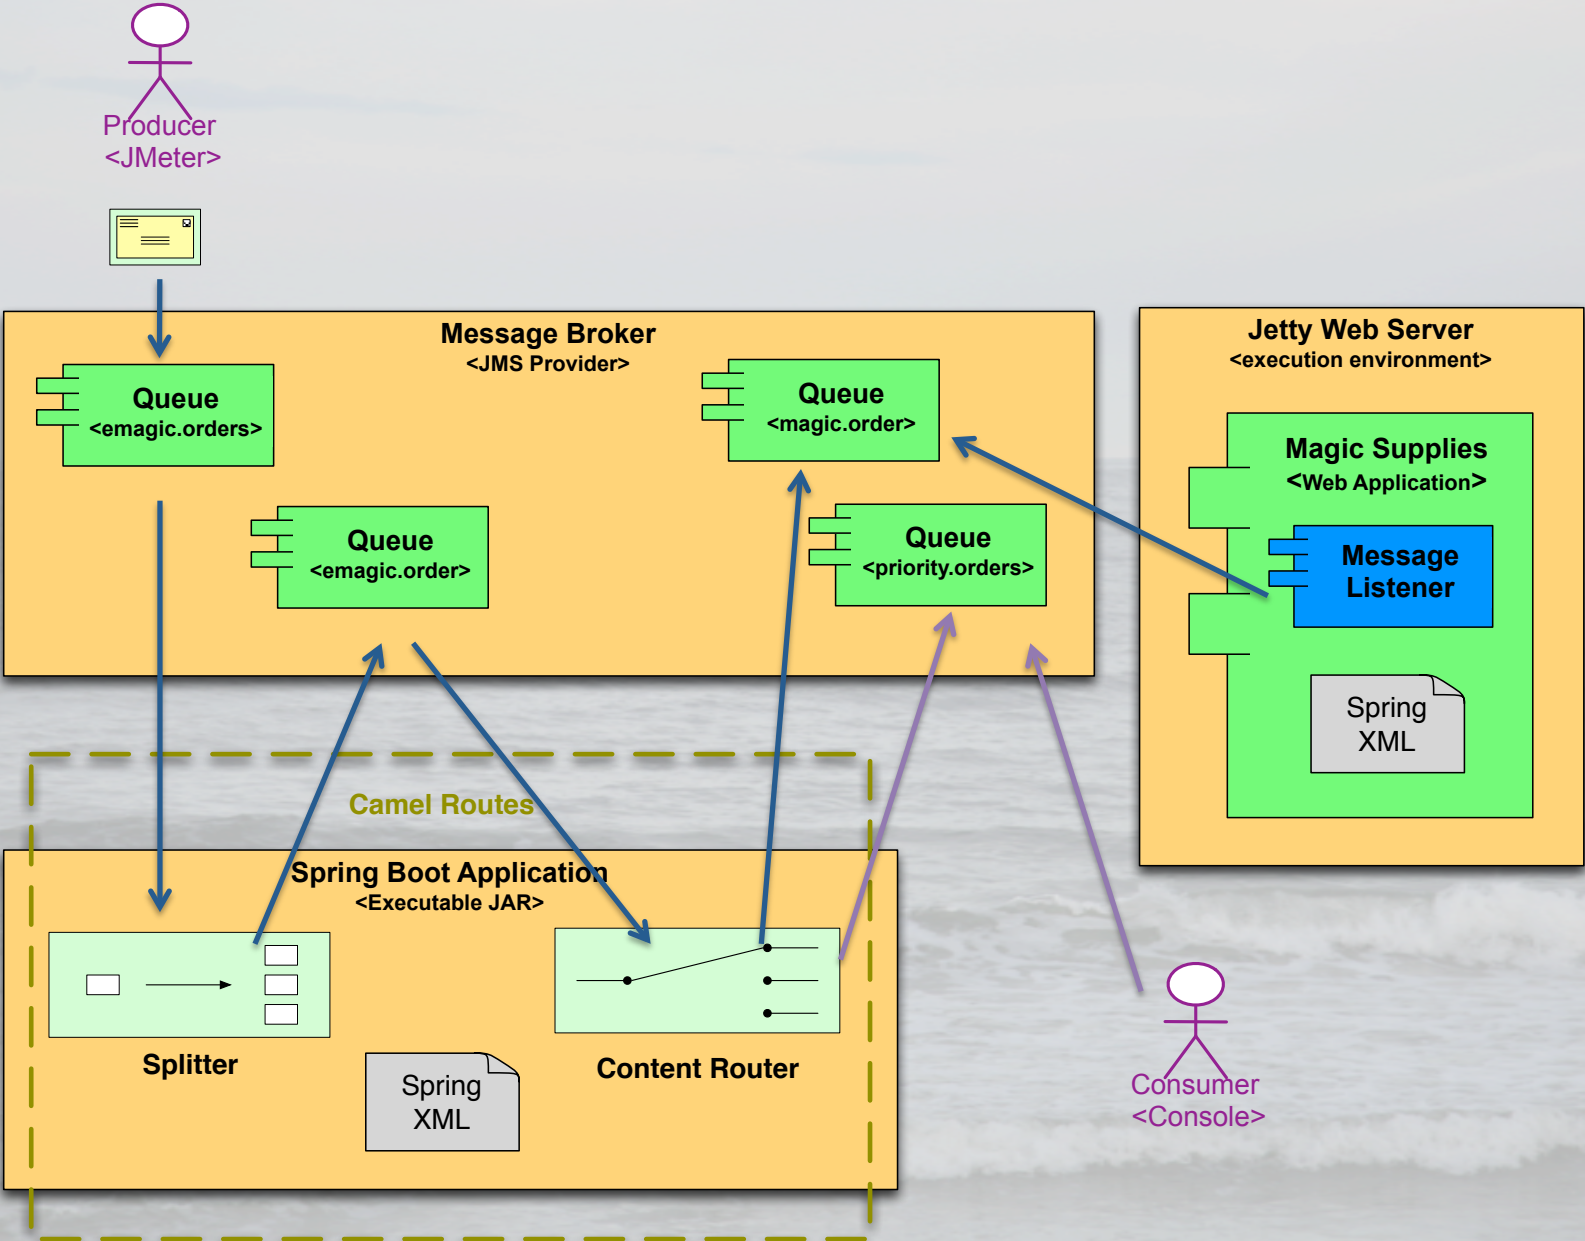 Producer
<JMeter>
Message Broker
<JMS Provider>
Queue
<emagic.orders>
Queue
<emagic.order>
Queue
<magic.order>
Queue
<priority.orders>
Jetty Web Server
<execution environment>
Magic Supplies
<Web Application>
Message
Listener
Spring
XML
Camel Routes
Spring Boot Application
<Executable JAR>
Splitter
Spring
XML
Content Router
Consumer
<Console>